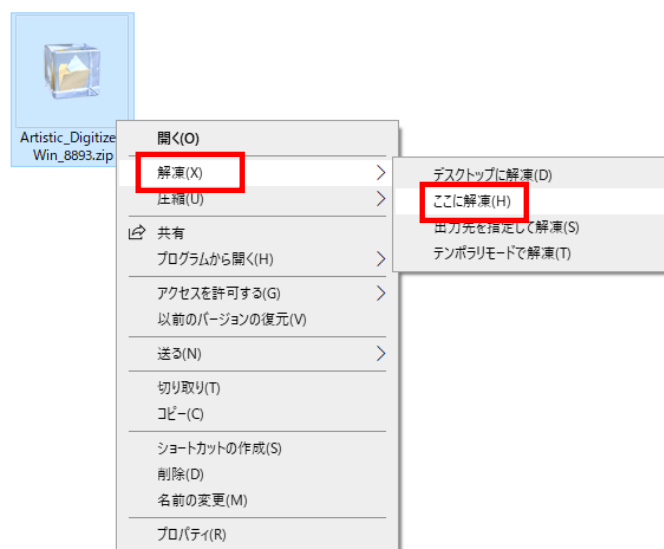 Artistic_Digitize
Win_8893.zip
開く(O)
解凍(X)
圧縮(U)
共有
プログラムから開く(H)
アクセスを許可する(G)
以前のバージョンの復元(V)
送る(N)
切り取り(T)
コピー(C)
ショートカットの作成(S)
削除(D)
名前の変更(M)
プロパティ(R)
デスクトップに解凍(D)
ここに解凍(H)
出力先を指定して解凍(S)
テンポラリモードで解凍(T)